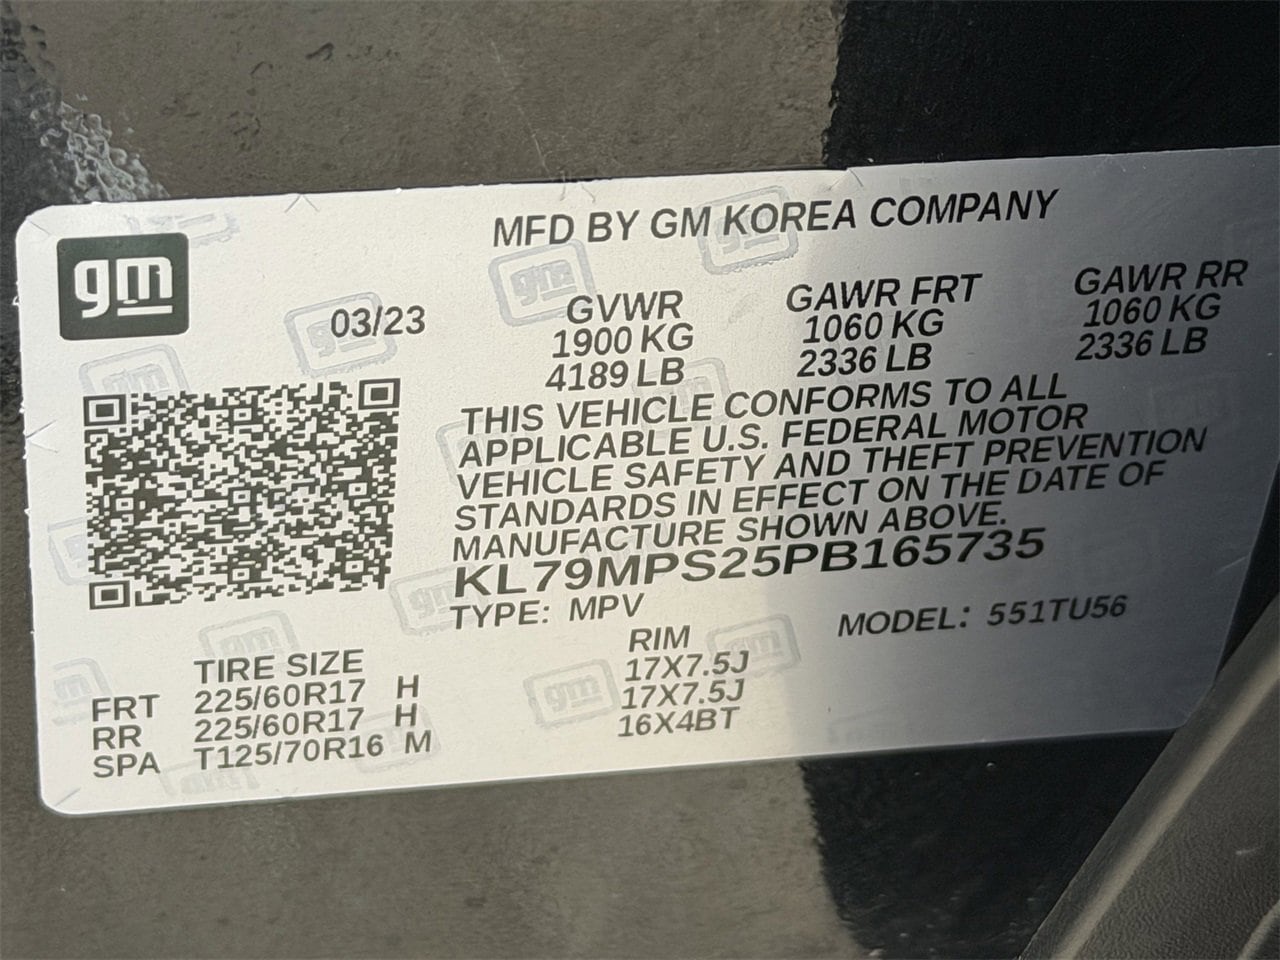 gm
MFD BY GM KOREA COMPANY
03/23
GVWR GAWR FRT GAWR RR
1900 KG 1060 KG 1060 KG
4189 LB 2336 LB 2336 LB
THIS VEHICLE CONFORMS TO ALL
APPLICABLE U.S. FEDERAL MOTOR
VEHICLE SAFETY AND THEFT PREVENTION
STANDARDS IN EFFECT ON THE DATE OF
MANUFACTURE SHOWN ABOVE.
KL79MPS25PB165735
TYPE: MPV MODEL: 551TU56
TIRE SIZE RIM
FRT 225/60R17 H 17X7.5J
RR 225/60R17 H 17X7.5J
SPA T125/70R16 M 16X4BT